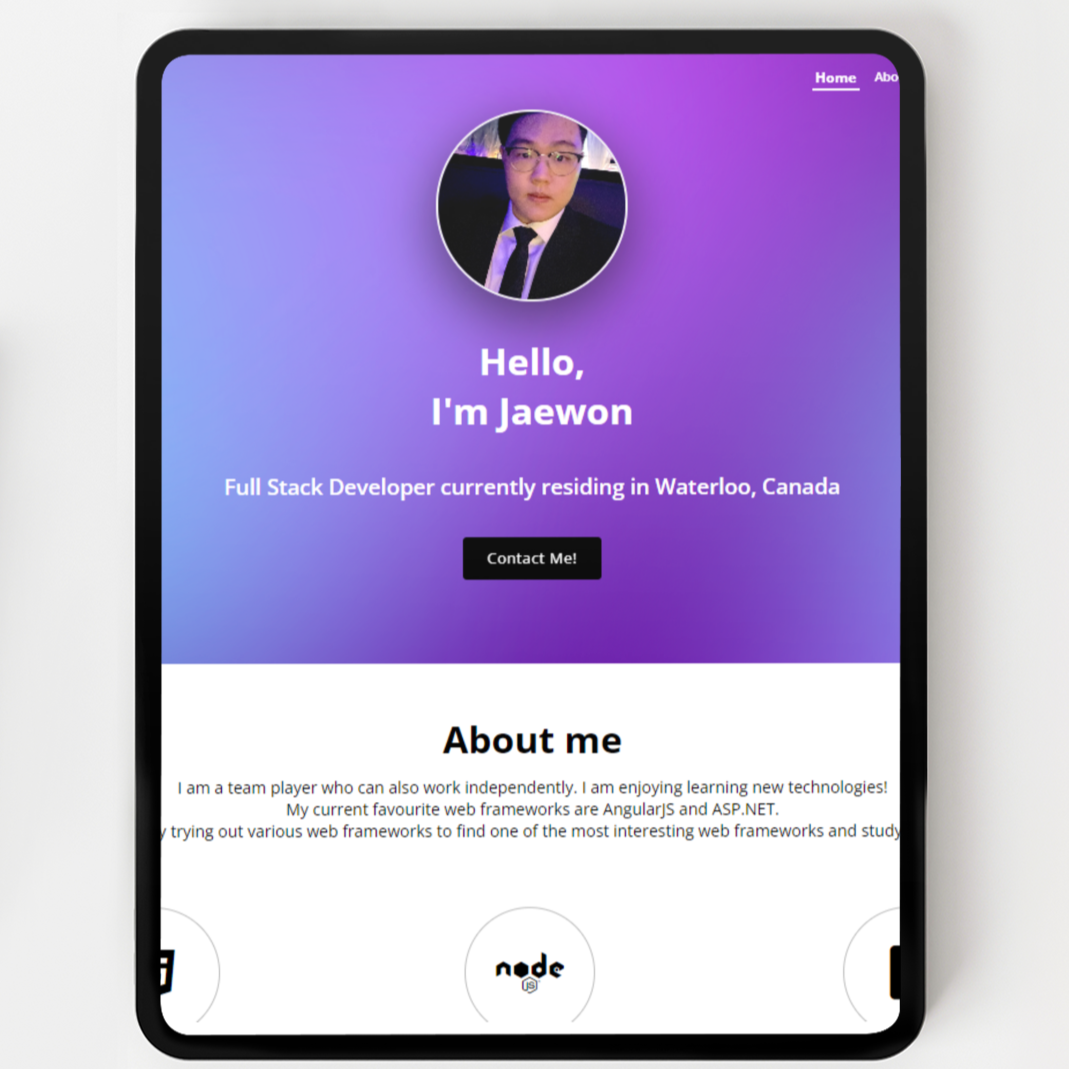 Home Abo
Hello,
I'm Jaewon
Full Stack Developer currently residing in Waterloo, Canada
Contact Me!
About me
I am a team player who can also work independently. I am enjoying learning new technologies!
My current favourite web frameworks are AngularJS and ASP.NET.
y trying out various web frameworks to find one of the most interesting web frameworks and study
node
JS